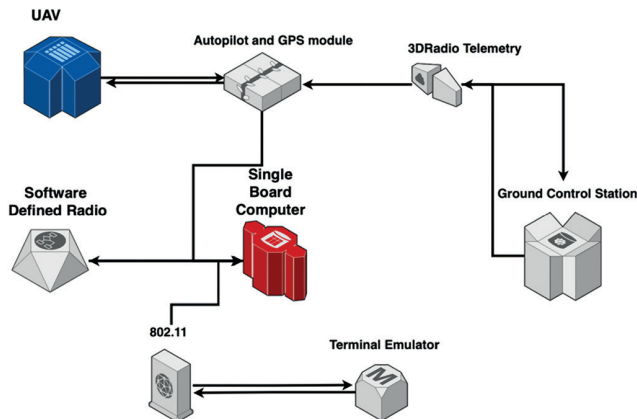 UAV
Autopilot and GPS module
3DRadio Telemetry
Software
Defined Radio
Single
Board
Computer
Ground Control Station
802.11
Terminal Emulator
M